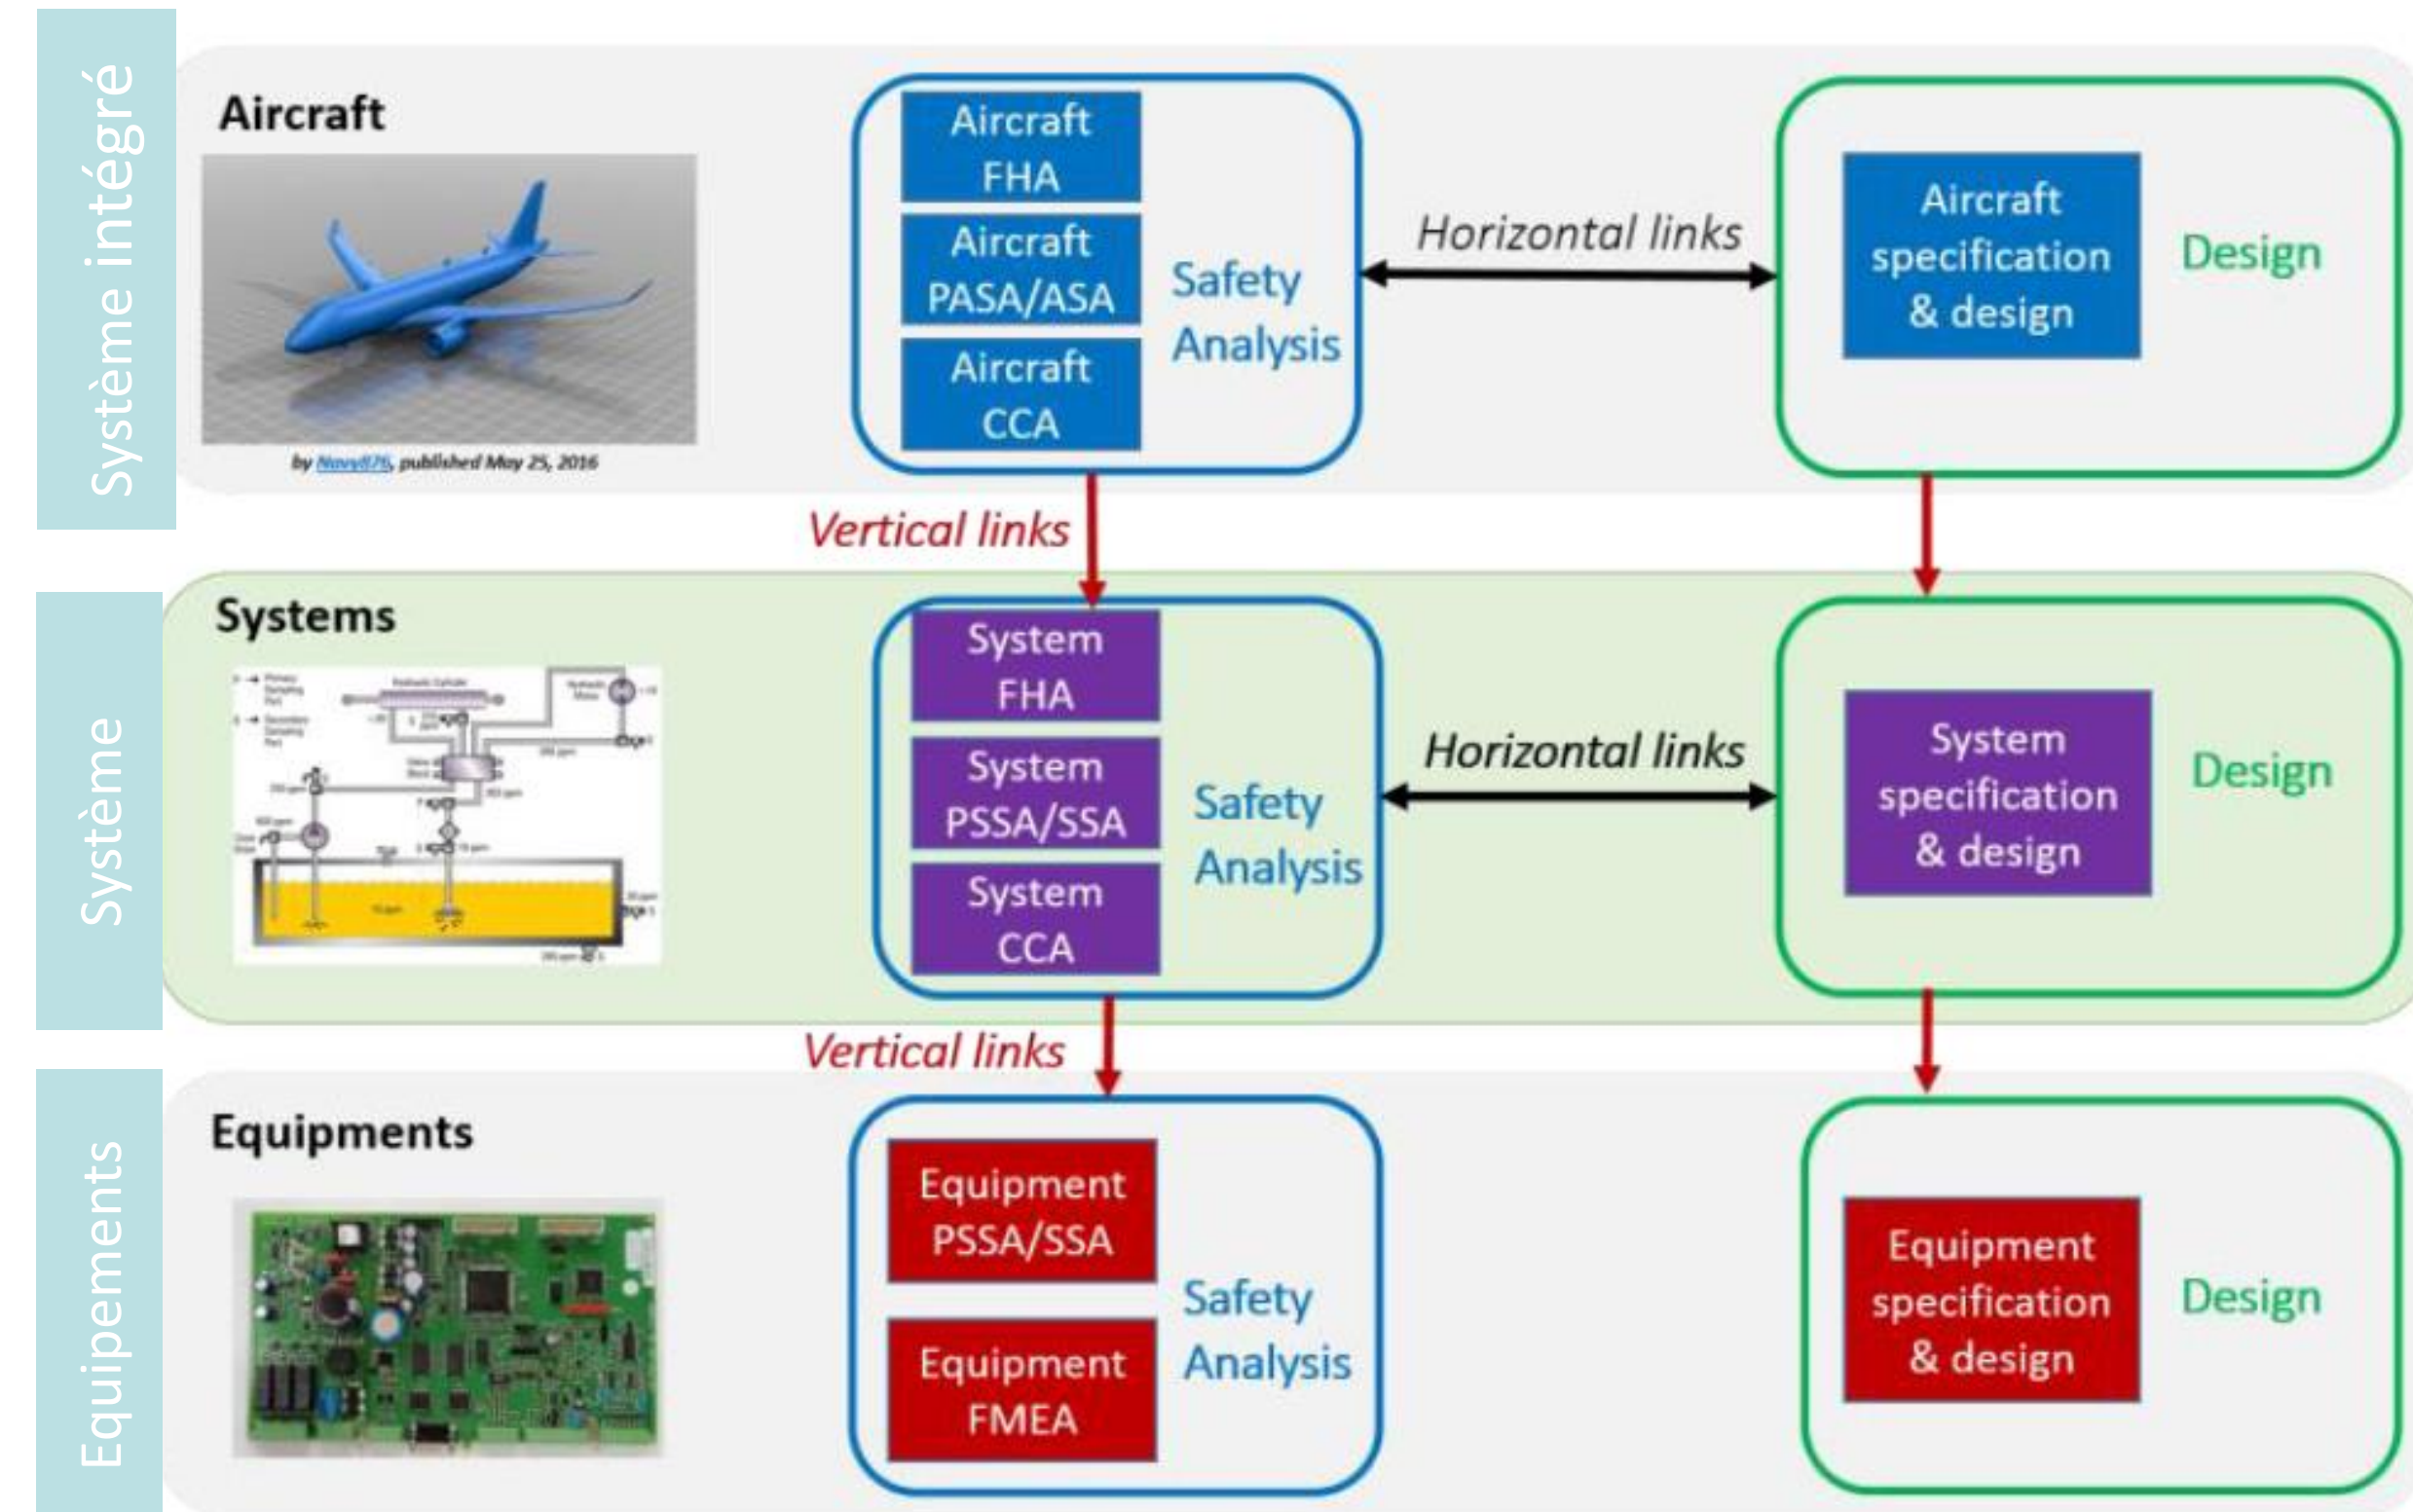 Système intégré
Aircraft
by Navy876, published May 25, 2016
Aircraft
FHA
Aircraft
PASA/ASA
Aircraft
CCA
Safety
Analysis
Horizontal links
Aircraft
specification
& design
Design
Vertical links
Système
Systems
Hydraulic Cylinder
System
FHA
System
PSSA/SSA
System
CCA
Safety
Analysis
Horizontal links
System
specification
& design
Design
Vertical links
Equipements
Equipments
Equipment
PSSA/SSA
Equipment
FMEA
Safety
Analysis
Equipment
specification
& design
Design